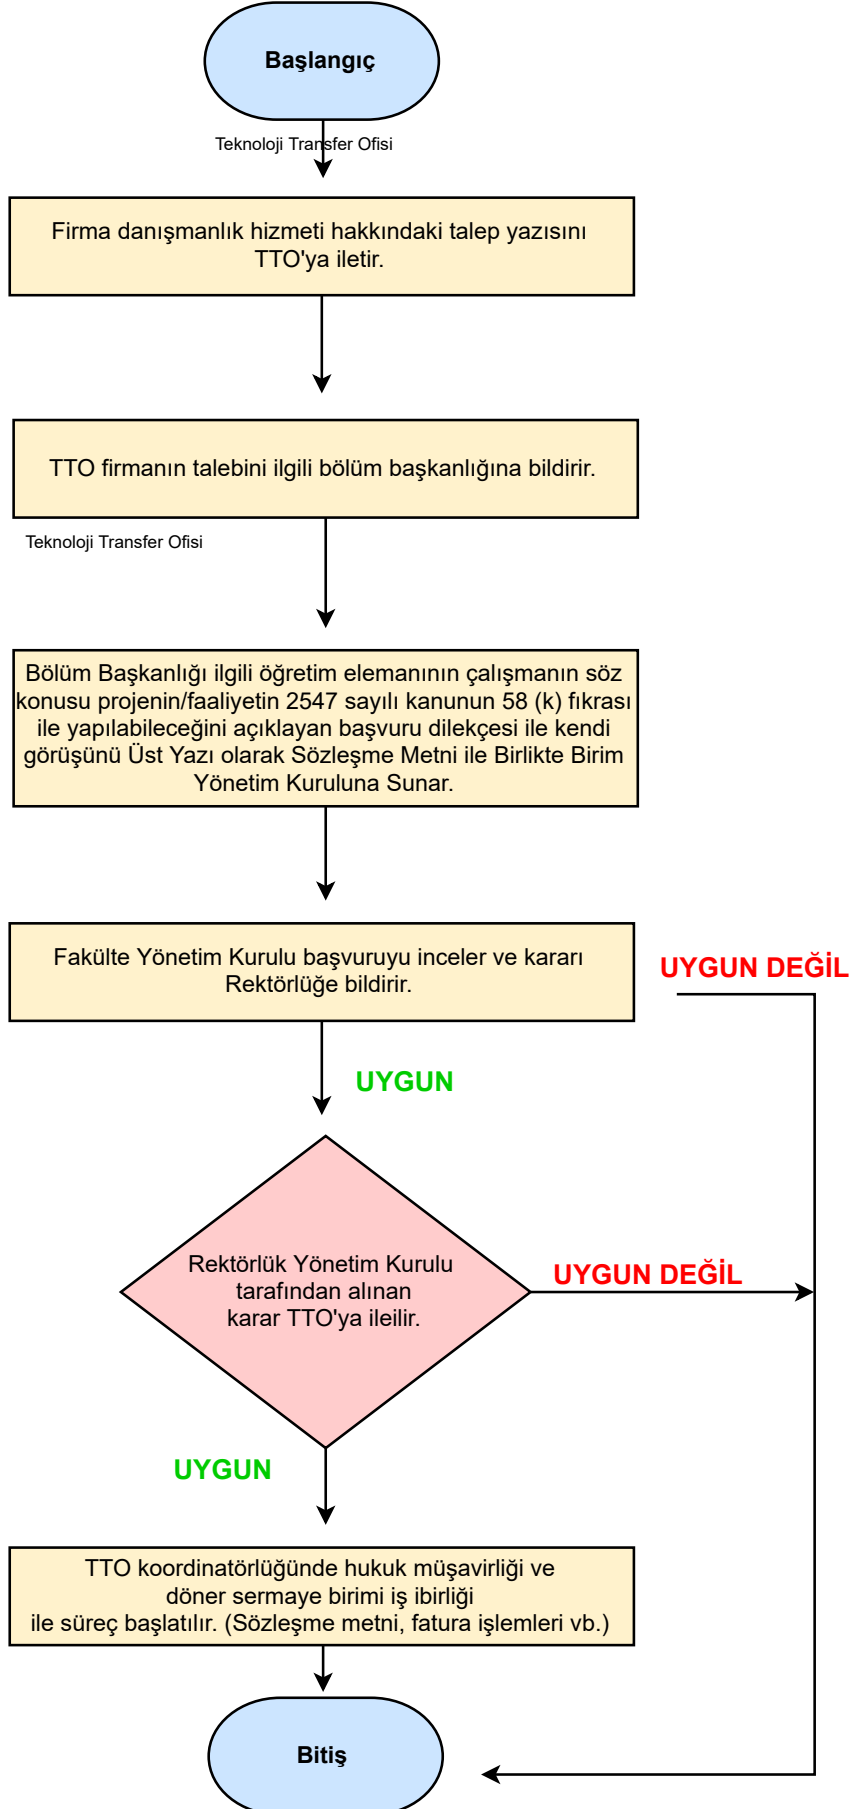 Başlangıç
Teknoloji Transfer Ofisi
Firma danışmanlık hizmeti hakkındaki talep yazısını
TTO'ya iletir.
TTO firmanın talebini ilgili bölüm başkanlığına bildirir.
Teknoloji Transfer Ofisi
Bölüm Başkanlığı ilgili öğretim elemanının çalışmanın söz
konusu projenin/faaliyetin 2547 sayılı kanunun 58 (k) fıkrası
ile yapılabileceğini açıklayan başvuru dilekçesi ile kendi
görüşünü Üst Yazı olarak Sözleşme Metni ile Birlikte Birim
Yönetim Kuruluna Sunar.
Fakülte Yönetim Kurulu başvuruyu inceler ve kararı
Rektörlüğe bildirir.
UYGUN DEĞİL
UYGUN
Rektörlük Yönetim Kurulu
tarafından alınan
karar TTO'ya ileilir.
UYGUN DEĞİL
UYGUN
TTO koordinatörlüğünde hukuk müşavirliği ve
döner sermaye birimi iş ibirliği
ile süreç başlatılır. (Sözleşme metni, fatura işlemleri vb.)
Bitiş